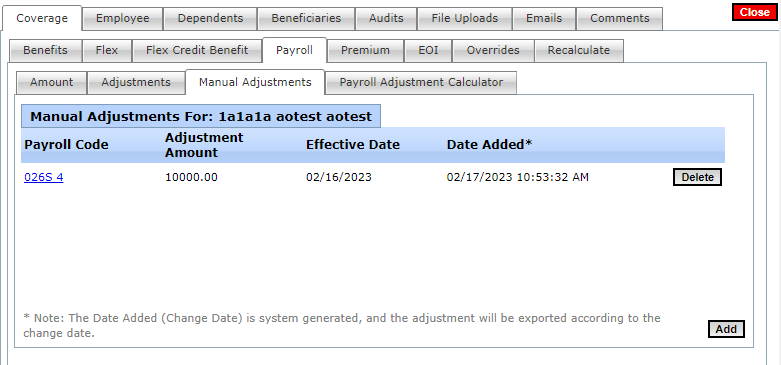 Coverage Employee Dependents Beneficiaries Audits File Uploads Emails Comments Close
Benefits Flex Flex Credit Benefit Payroll Premium EOI Overrides Recalculate
Amount Adjustments Manual Adjustments Payroll Adjustment Calculator
Manual Adjustments For: 1a1a1a aotest aotest
Payroll Code Adjustment Amount Effective Date Date Added*
026S 4 10000.00 02/16/2023 02/17/2023 10:53:32 AM Delete
* Note: The Date Added (Change Date) is system generated, and the adjustment will be exported according to the
change date.
Add